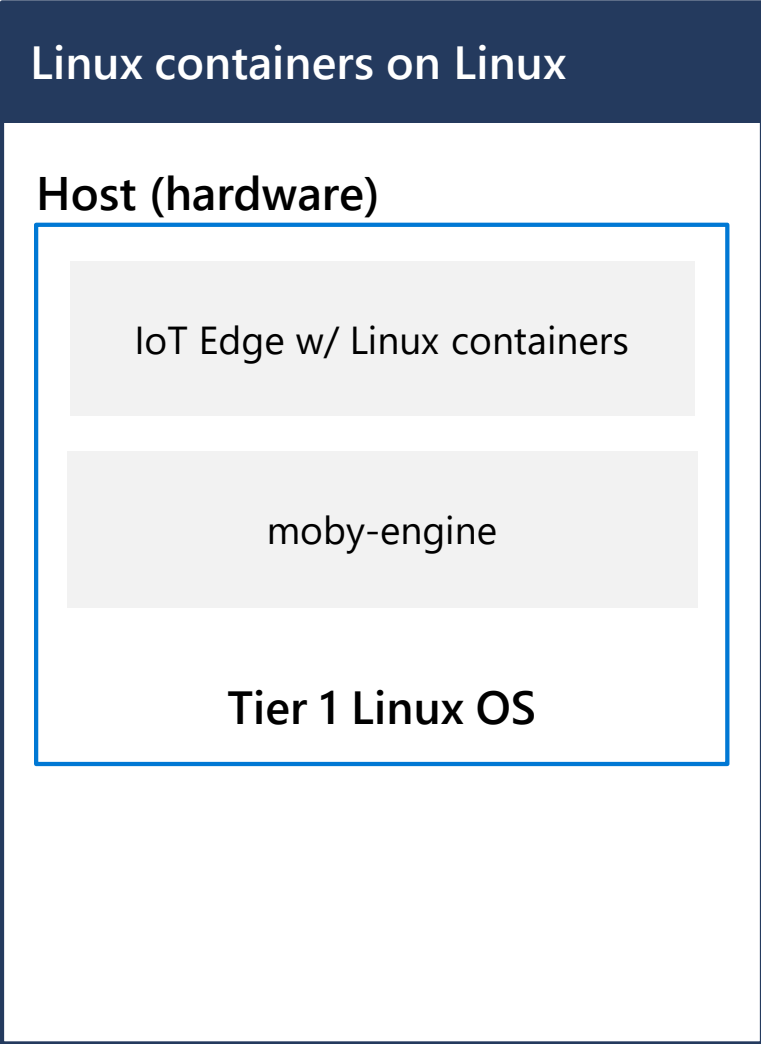 Linux containers on Linux
Host (hardware)
IoT Edge w/ Linux containers
moby-engine
Tier 1 Linux OS